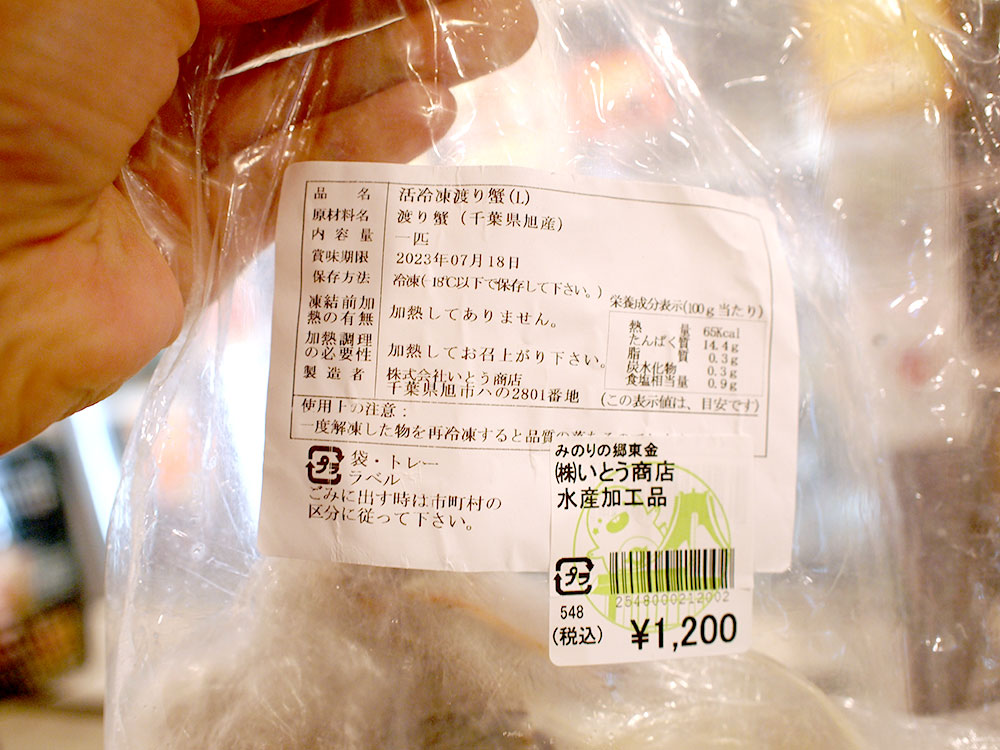 品名 活冷凍渡り蟹(L)
原材料名 渡り蟹（千葉県旭産）
内容量 一匹
賞味期限 2023年07月18日
保存方法 冷凍(-18℃以下で保存して下さい。)
凍結前加熱の有無 加熱してありません。
加熱調理の必要性 加熱してお召上がり下さい。
製造者 株式会社いとう商店
千葉県旭市ハの2801番地
栄養成分表示(100g当たり)
熱量 65Kcal
たんぱく質 14.4g
脂質 0.3g
炭水化物 0.3g
食塩相当量 0.9g
(この表示値は、目安です)
使用上の注意：
一度解凍した物を再冷凍すると品質の
プラ 袋・トレー
ラベル
ごみに出す時は市町村の
区分に従って下さい。
みのりの郷東金
㈱いとう商店
水産加工品
プラ
2548000212002
548
(税込) ¥1,200